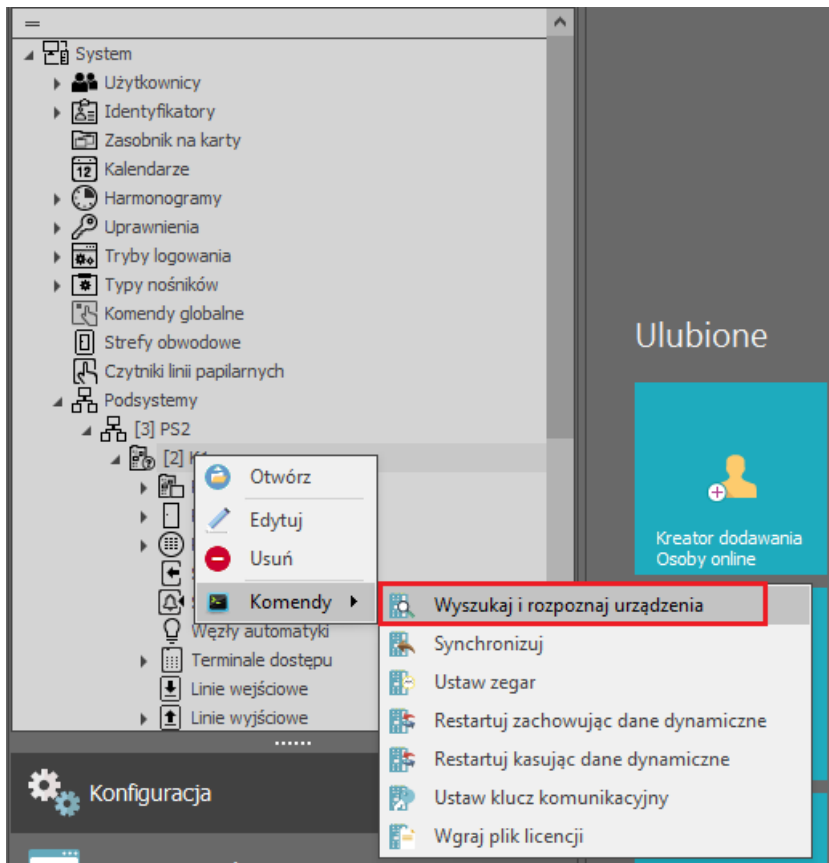 System
Użytkownicy
Identyfikatory
Zasobnik na karty
12 Kalendarze
Harmonogramy
Uprawnienia
Tryby logowania
Typy nośników
Komendy globalne
Strefy obwodowe
Czytniki linii papilarnych
Podsystemy
[3] PS2
[2]
Węzły automatyki
Terminale dostępu
Linie wejściowe
Linie wyjściowe
Konfiguracja
Otwórz
Edytuj
Usuń
Komendy
Wyszukaj i rozpoznaj urządzenia
Synchronizuj
Ustaw zegar
Restartuj zachowując dane dynamiczne
Restartuj kasując dane dynamiczne
Ustaw klucz komunikacyjny
Wgraj plik licencji
Ulubione
Kreator dodawania
Osoby online